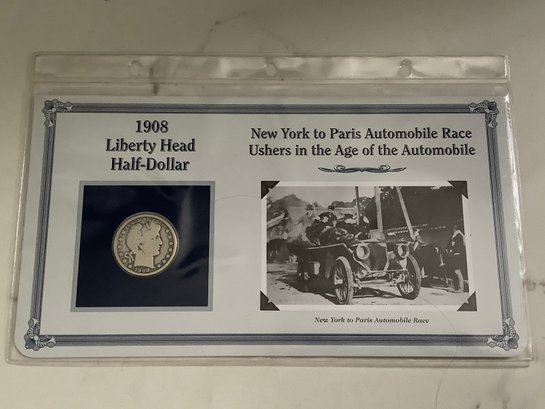 1908
Liberty Head
Half-Dollar
1908
New York to Paris Automobile Race
Ushers in the Age of the Automobile
New York to Paris Automobile Race